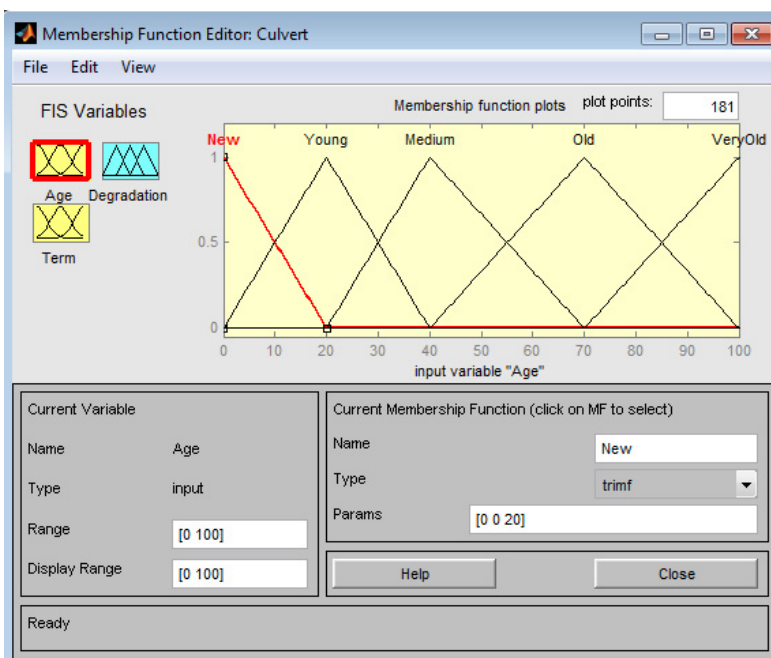 Membership Function Editor: Culvert
File Edit View
FIS Variables
Membership function plots plot points: 181
New Young Medium Old VeryOld
Age Degradation
Term
1
0.5
0
0 10 20 30 40 50 60 70 80 90 100
input variable "Age"
Current Variable
Name Age
Type input
Range [0 100]
Display Range [0 100]
Current Membership Function (click on MF to select)
Name New
Type trimf
Params [0 0 20]
Help Close
Ready